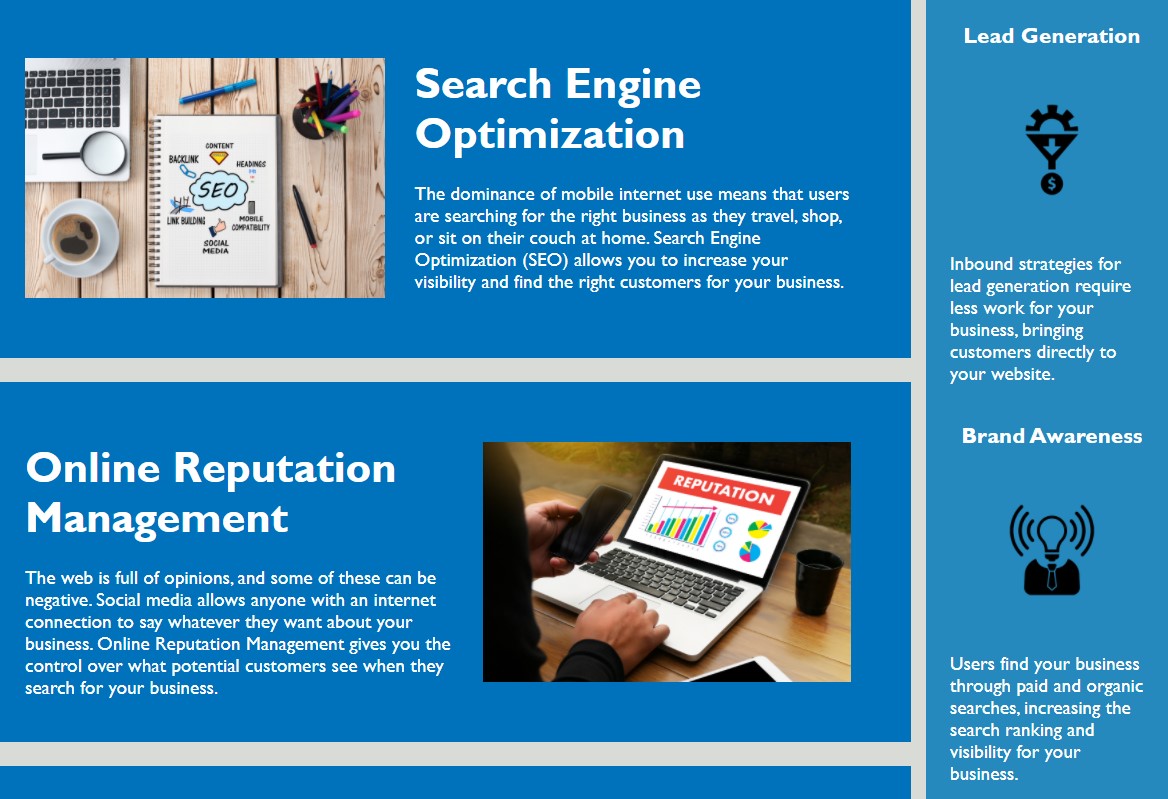 Search Engine
Optimization
CONTENT
BACKLINK
HEADINGS
SEO
LINK BUILDING
MOBILE
COMPATIBILITY
SOCIAL
MEDIA
The dominance of mobile internet use means that users
are searching for the right business as they travel, shop,
or sit on their couch at home. Search Engine
Optimization (SEO) allows you to increase your
visibility and find the right customers for your business.
Online Reputation
Management
The web is full of opinions, and some of these can be
negative. Social media allows anyone with an internet
connection to say whatever they want about your
business. Online Reputation Management gives you the
control over what potential customers see when they
search for your business.
REPUTATION
Lead Generation
$
Inbound strategies for
lead generation require
less work for your
business, bringing
customers directly to
your website.
Brand Awareness
Users find your business
through paid and organic
searches, increasing the
search ranking and
visibility for your
business.